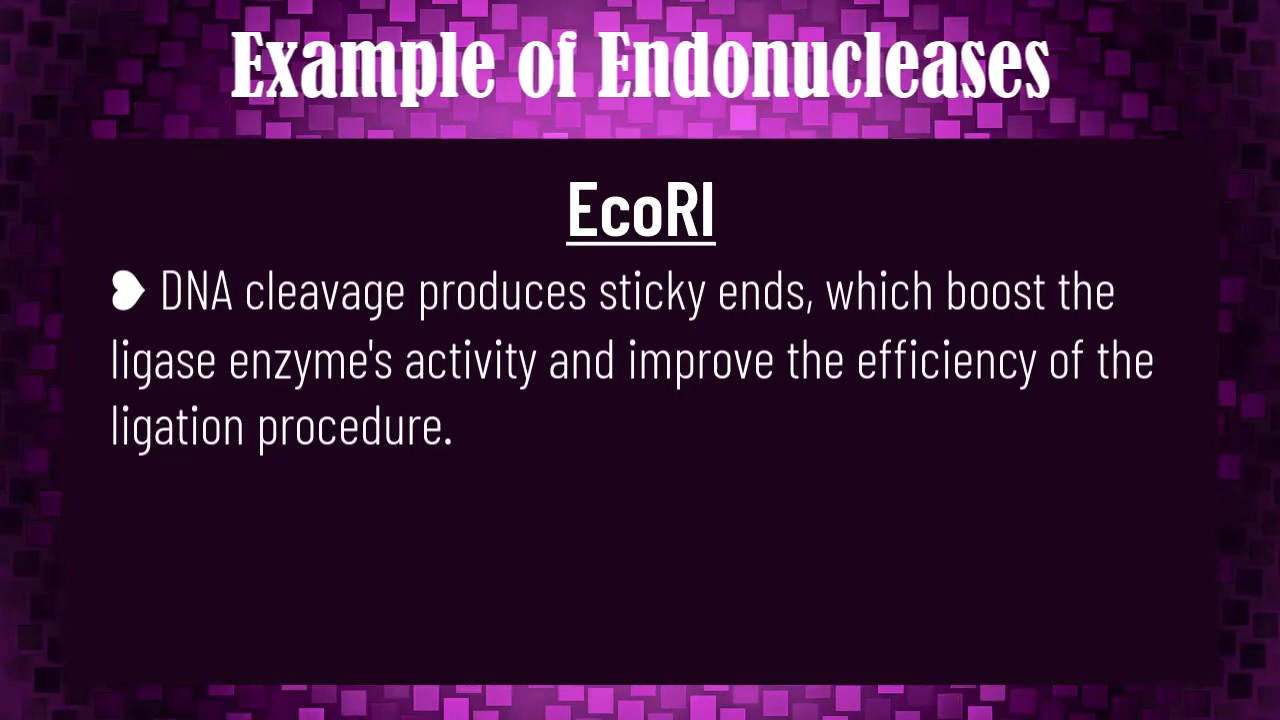 Example of Endonucleases
EcoRI
❥ DNA cleavage produces sticky ends, which boost the
ligase enzyme's activity and improve the efficiency of the
ligation procedure.